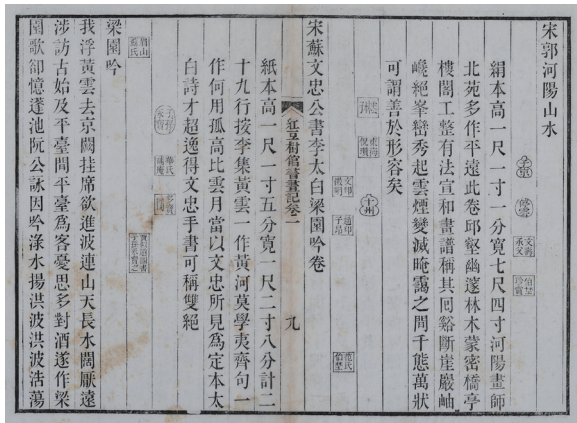 宋郭河陽山水
絹本高一尺一寸一分寬七尺四寸河陽畫師
北苑多作平遠此卷邱壑幽邃林木蒙密橋亭
樓閣工整有法宣和畫譜稱其回谿斷崖巖岫
巉絕峯巒秀起雲煙變滅晻靄之間千態萬狀
可謂善於形容矣
宋蘇文忠公書李太白梁園吟卷
紅豆樹館書畫記卷一
九
紙本高一尺一寸五分寬一尺二寸八分計二
十九行按李集黃雲一作黃河莫學夷齊句一
作何用孤高比雲月當以文忠所見為定本太
白詩才超逸得文忠手書可稱雙絕
梁園吟
眉山
蘇氏
我浮黃雲去京闕挂席欲進波連山天長水闊厭遠
涉訪古始及平臺間平臺爲客憂思多對酒遂作梁
園歌卻憶蓬池阮公詠因吟淥水揚洪波洪波浩蕩